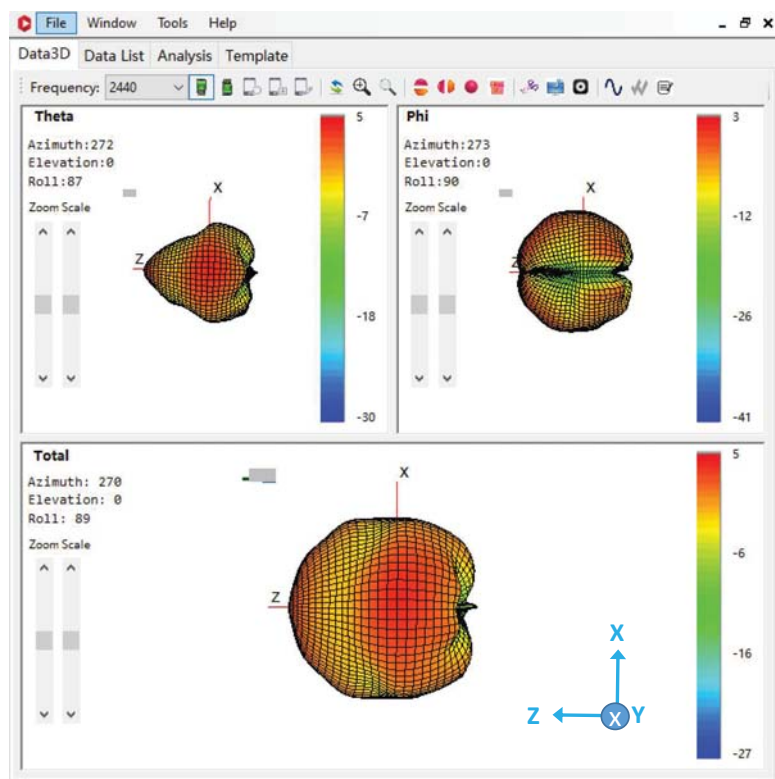 File Window Tools Help
Data3D Data List Analysis Template
Frequency: 2440
Theta
Azimuth:272
Elevation:0
Roll:87
Zoom Scale
X
Z
5
-7
-18
-30
Phi
Azimuth:273
Elevation:0
Roll:90
Zoom Scale
X
Z
3
-12
-26
-41
Total
Azimuth: 270
Elevation: 0
Roll: 89
Zoom Scale
X
Z
5
-6
-16
-27
X
Z X Y